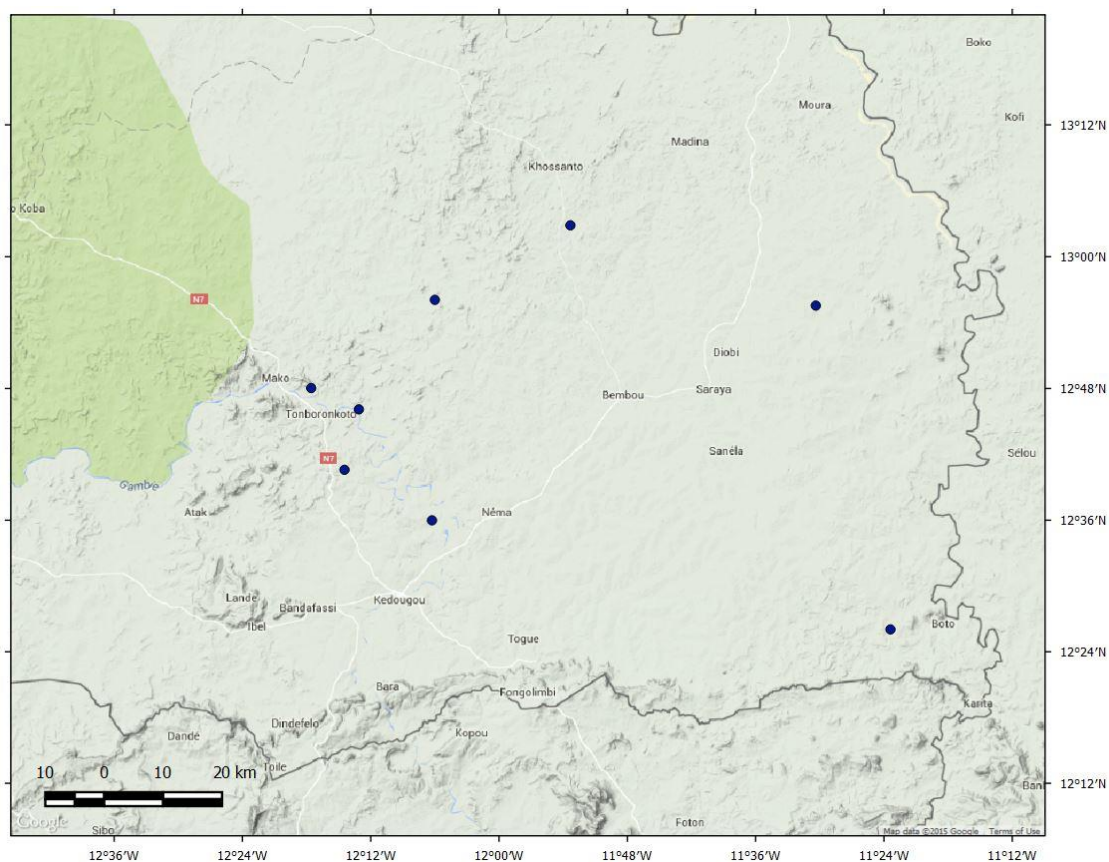 Boko
Moura
Kofi
13°12'N
Madina
Khossanto
o Koba
13°00'N
N7
Diobi
Mako
12°48'N
Saraya
Bembou
Tonboronkoto
Sanéla
Sélou
N7
Gambie
Atak
Néma
12°36'N
Lande
Bandafassi
Kedougou
Ibel
Boto
Togue
12°24'N
Bara
Fongolimbi
Karita
Dindefelo
Dandé
Kopou
Toile
10 0 10 20 km
12°12'N
Bani
Google
Sibo
Foton
Map data ©2015 Google Terms of Use
12°36'W 12°24'W 12°12'W 12°00'W 11°48'W 11°36'W 11°24'W 11°12'W